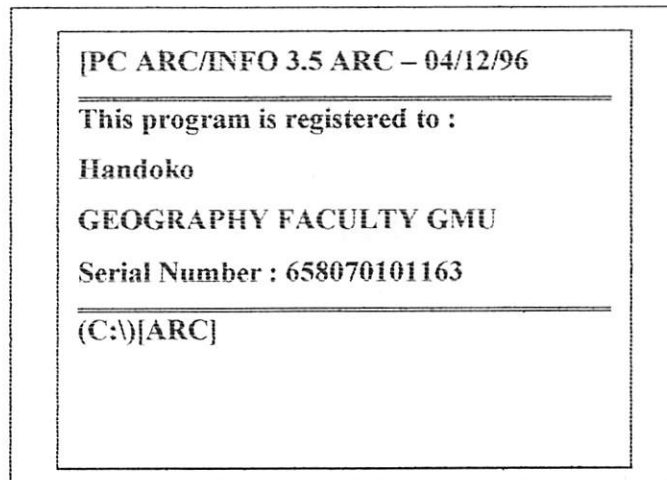 [PC ARC/INFO 3.5 ARC – 04/12/96
This program is registered to :
Handoko
GEOGRAPHY FACULTY GMU
Serial Number : 658070101163
(C:\)[ARC]